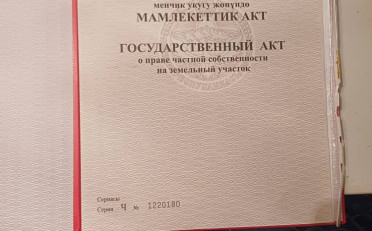 менчик укугу жөнүндө
МАМЛЕКЕТТИК АКТ
ГОСУДАРСТВЕННЫЙ АКТ
о праве частной собственности
на земельный участок
Сериясы
Серия Ч № 1220180